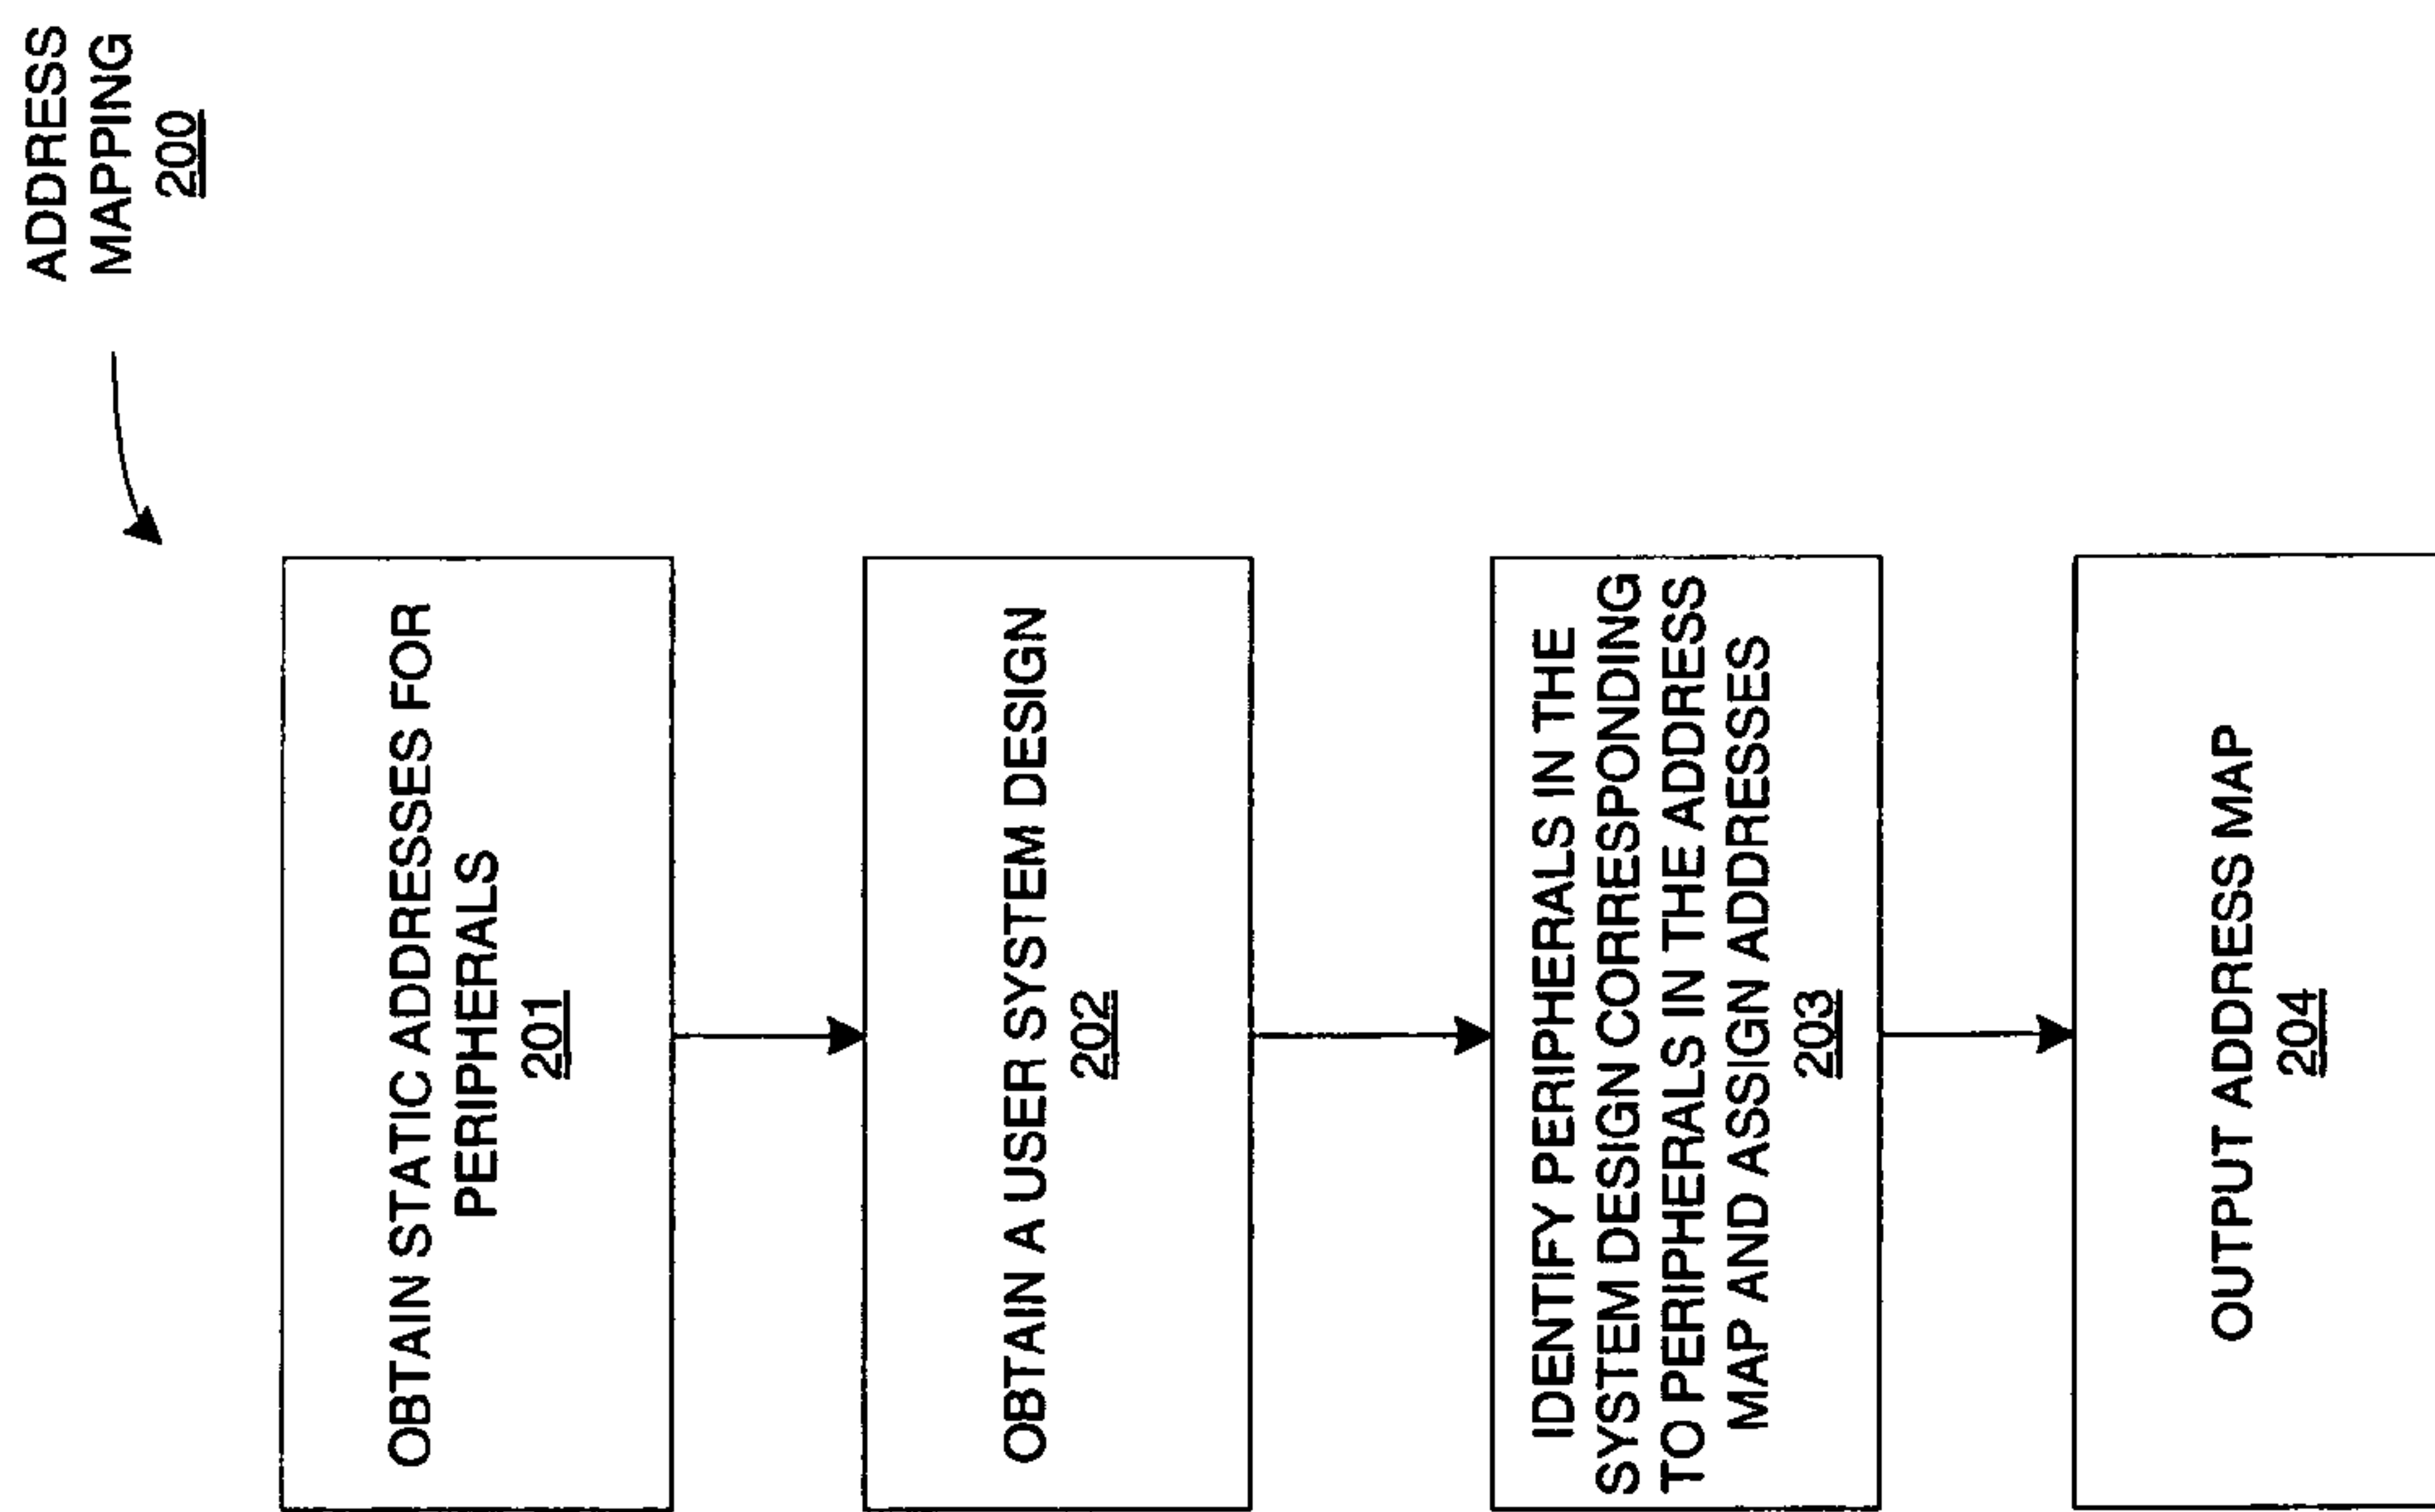 ADDRESS
MAPPING
200
OBTAIN STATIC ADDRESSES FOR
PERIPHERALS
201
OBTAIN A USER SYSTEM DESIGN
202
IDENTIFY PERIPHERALS IN THE
SYSTEM DESIGN CORRESPONDING
TO PERIPHERALS IN THE ADDRESS
MAP AND ASSIGN ADDRESSES
203
OUTPUT ADDRESS MAP
204